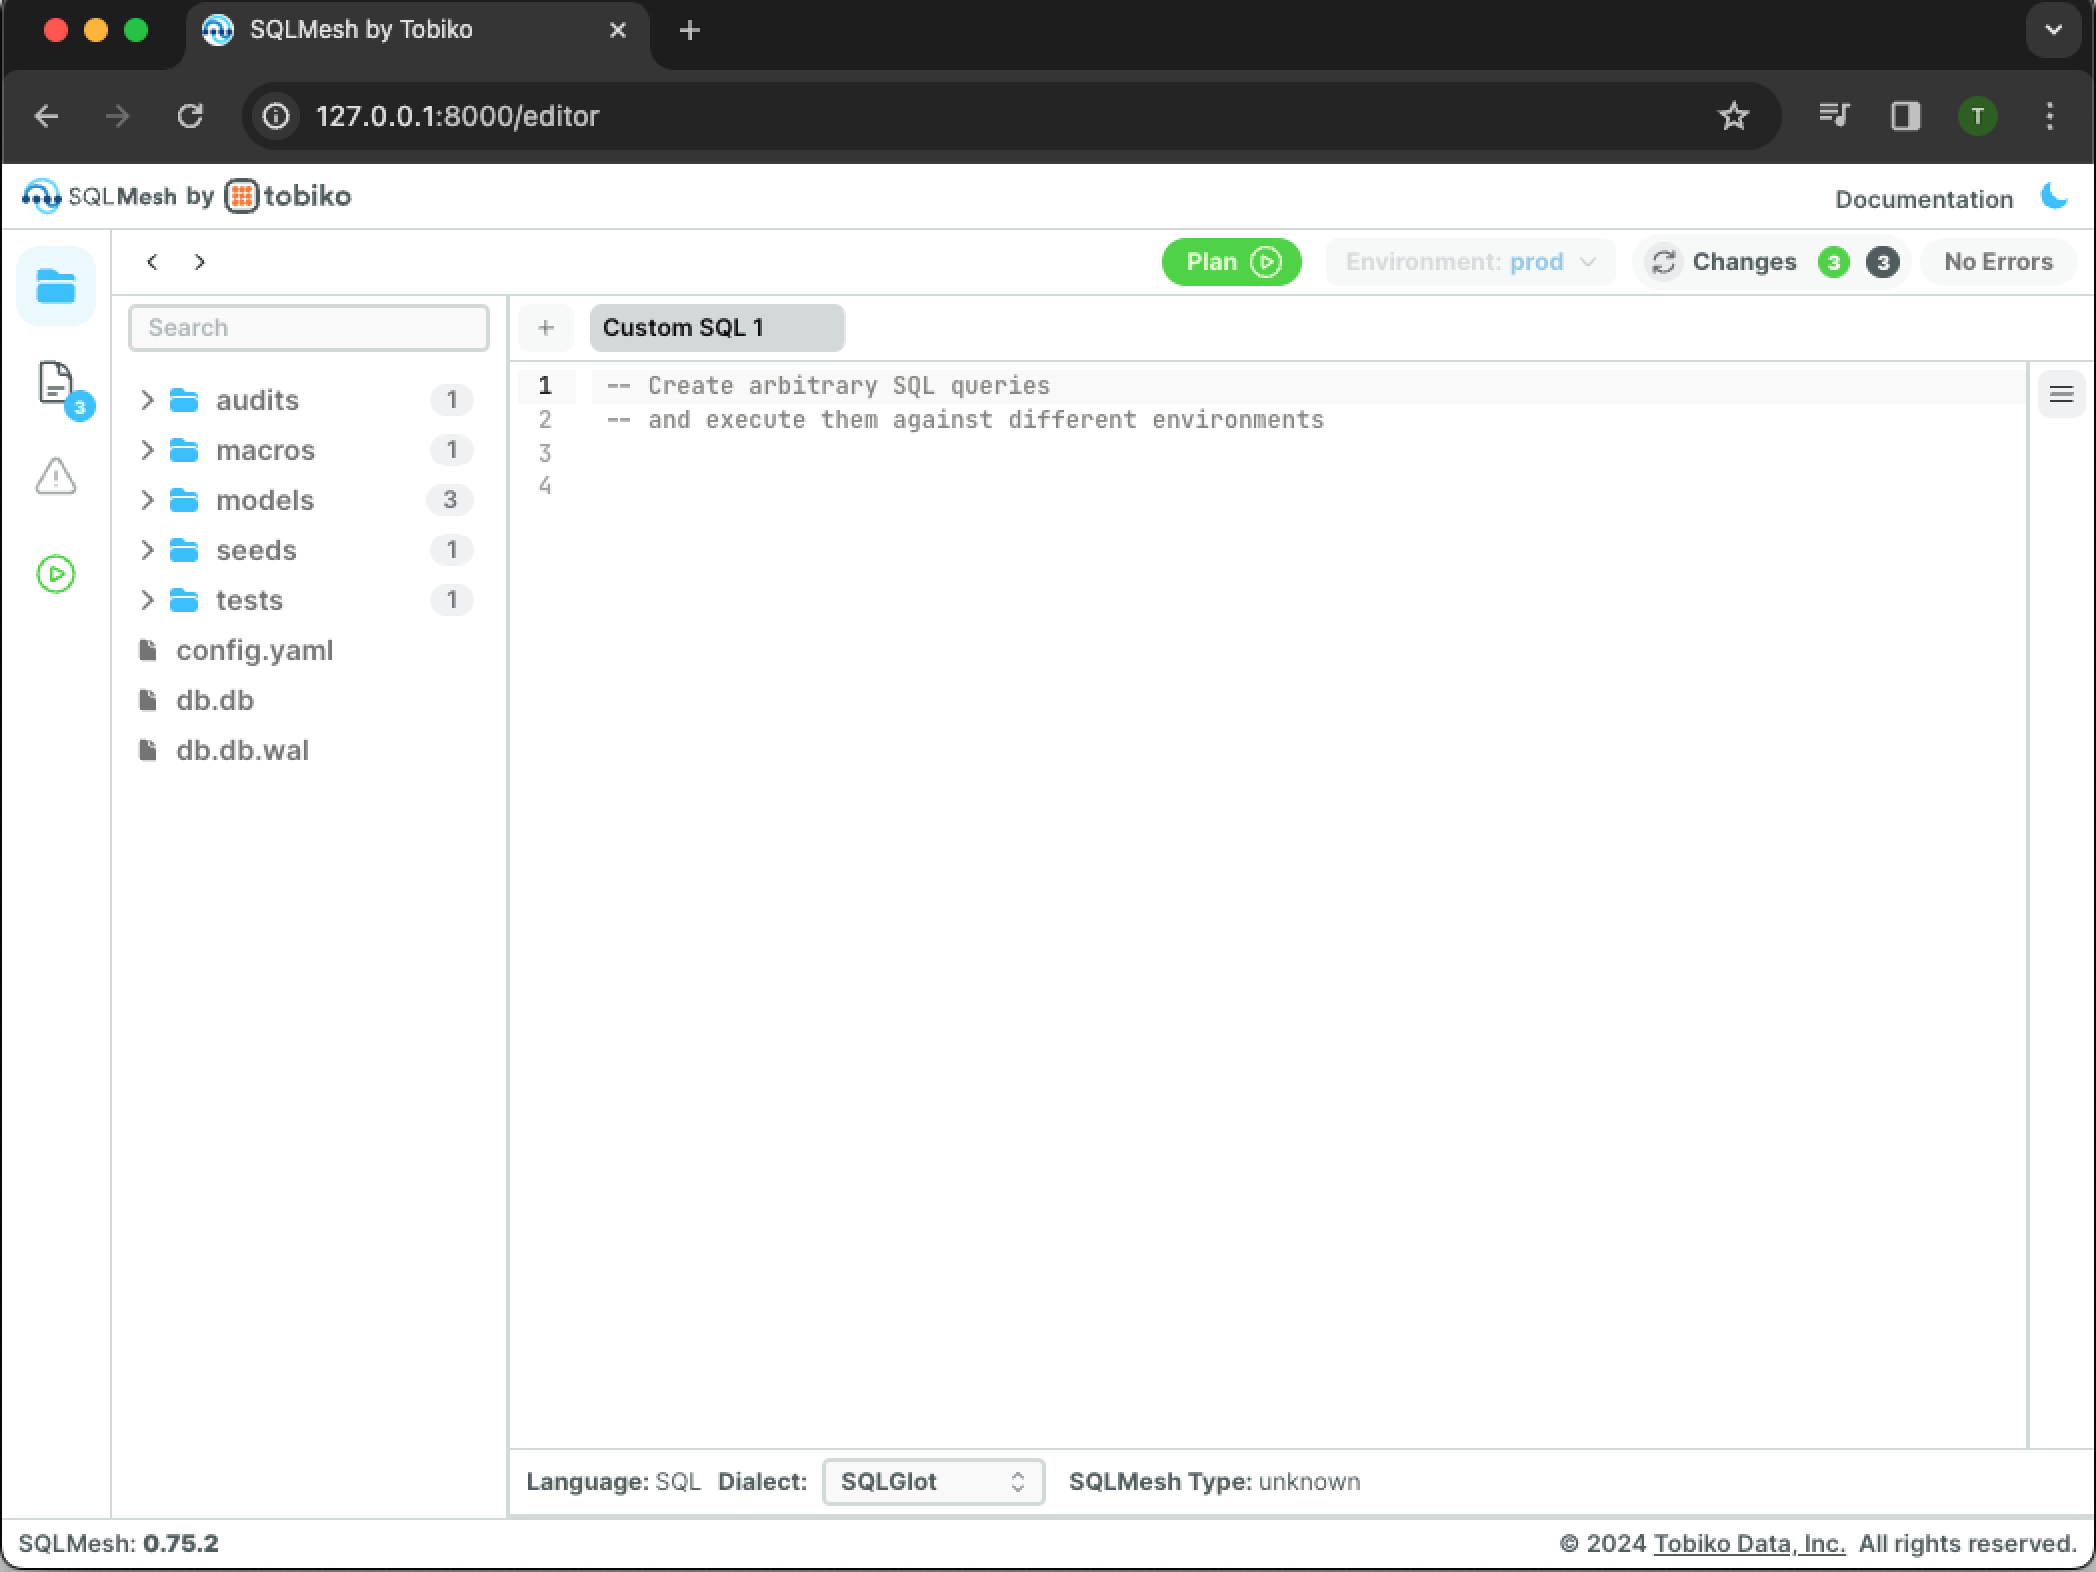 SQLMesh by Tobiko
127.0.0.1:8000/editor
T
SQLMesh by tobiko
Documentation
Plan
Environment: prod
Changes 3 3
No Errors
Search
Custom SQL 1
3
audits 1
macros 1
models 3
seeds 1
tests 1
config.yaml
db.db
db.db.wal
1 -- Create arbitrary SQL queries
2 -- and execute them against different environments
3
4
Language: SQL Dialect: SQLGlot SQLMesh Type: unknown
SQLMesh: 0.75.2
© 2024 Tobiko Data, Inc. All rights reserved.